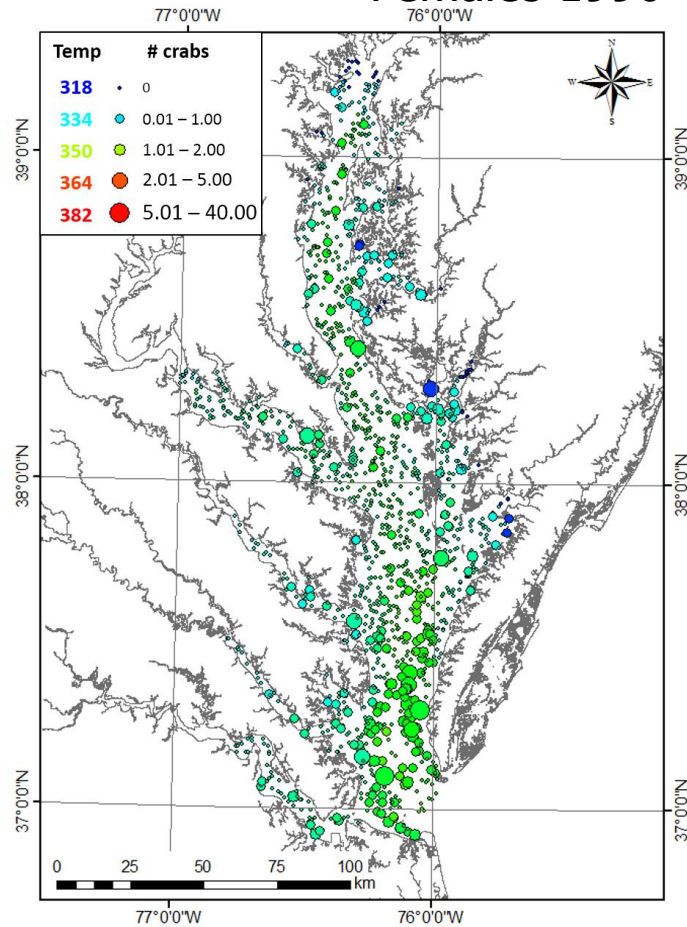 Females 1996
77°0'0"W 76°0'0"W
Temp # crabs
318 0
334 0.01 – 1.00
350 1.01 – 2.00
364 2.01 – 5.00
382 5.01 – 40.00
N
W E
S
39°0'0"N 39°0'0"N
38°0'0"N 38°0'0"N
37°0'0"N 37°0'0"N
0 25 50 75 100
km
77°0'0"W 76°0'0"W